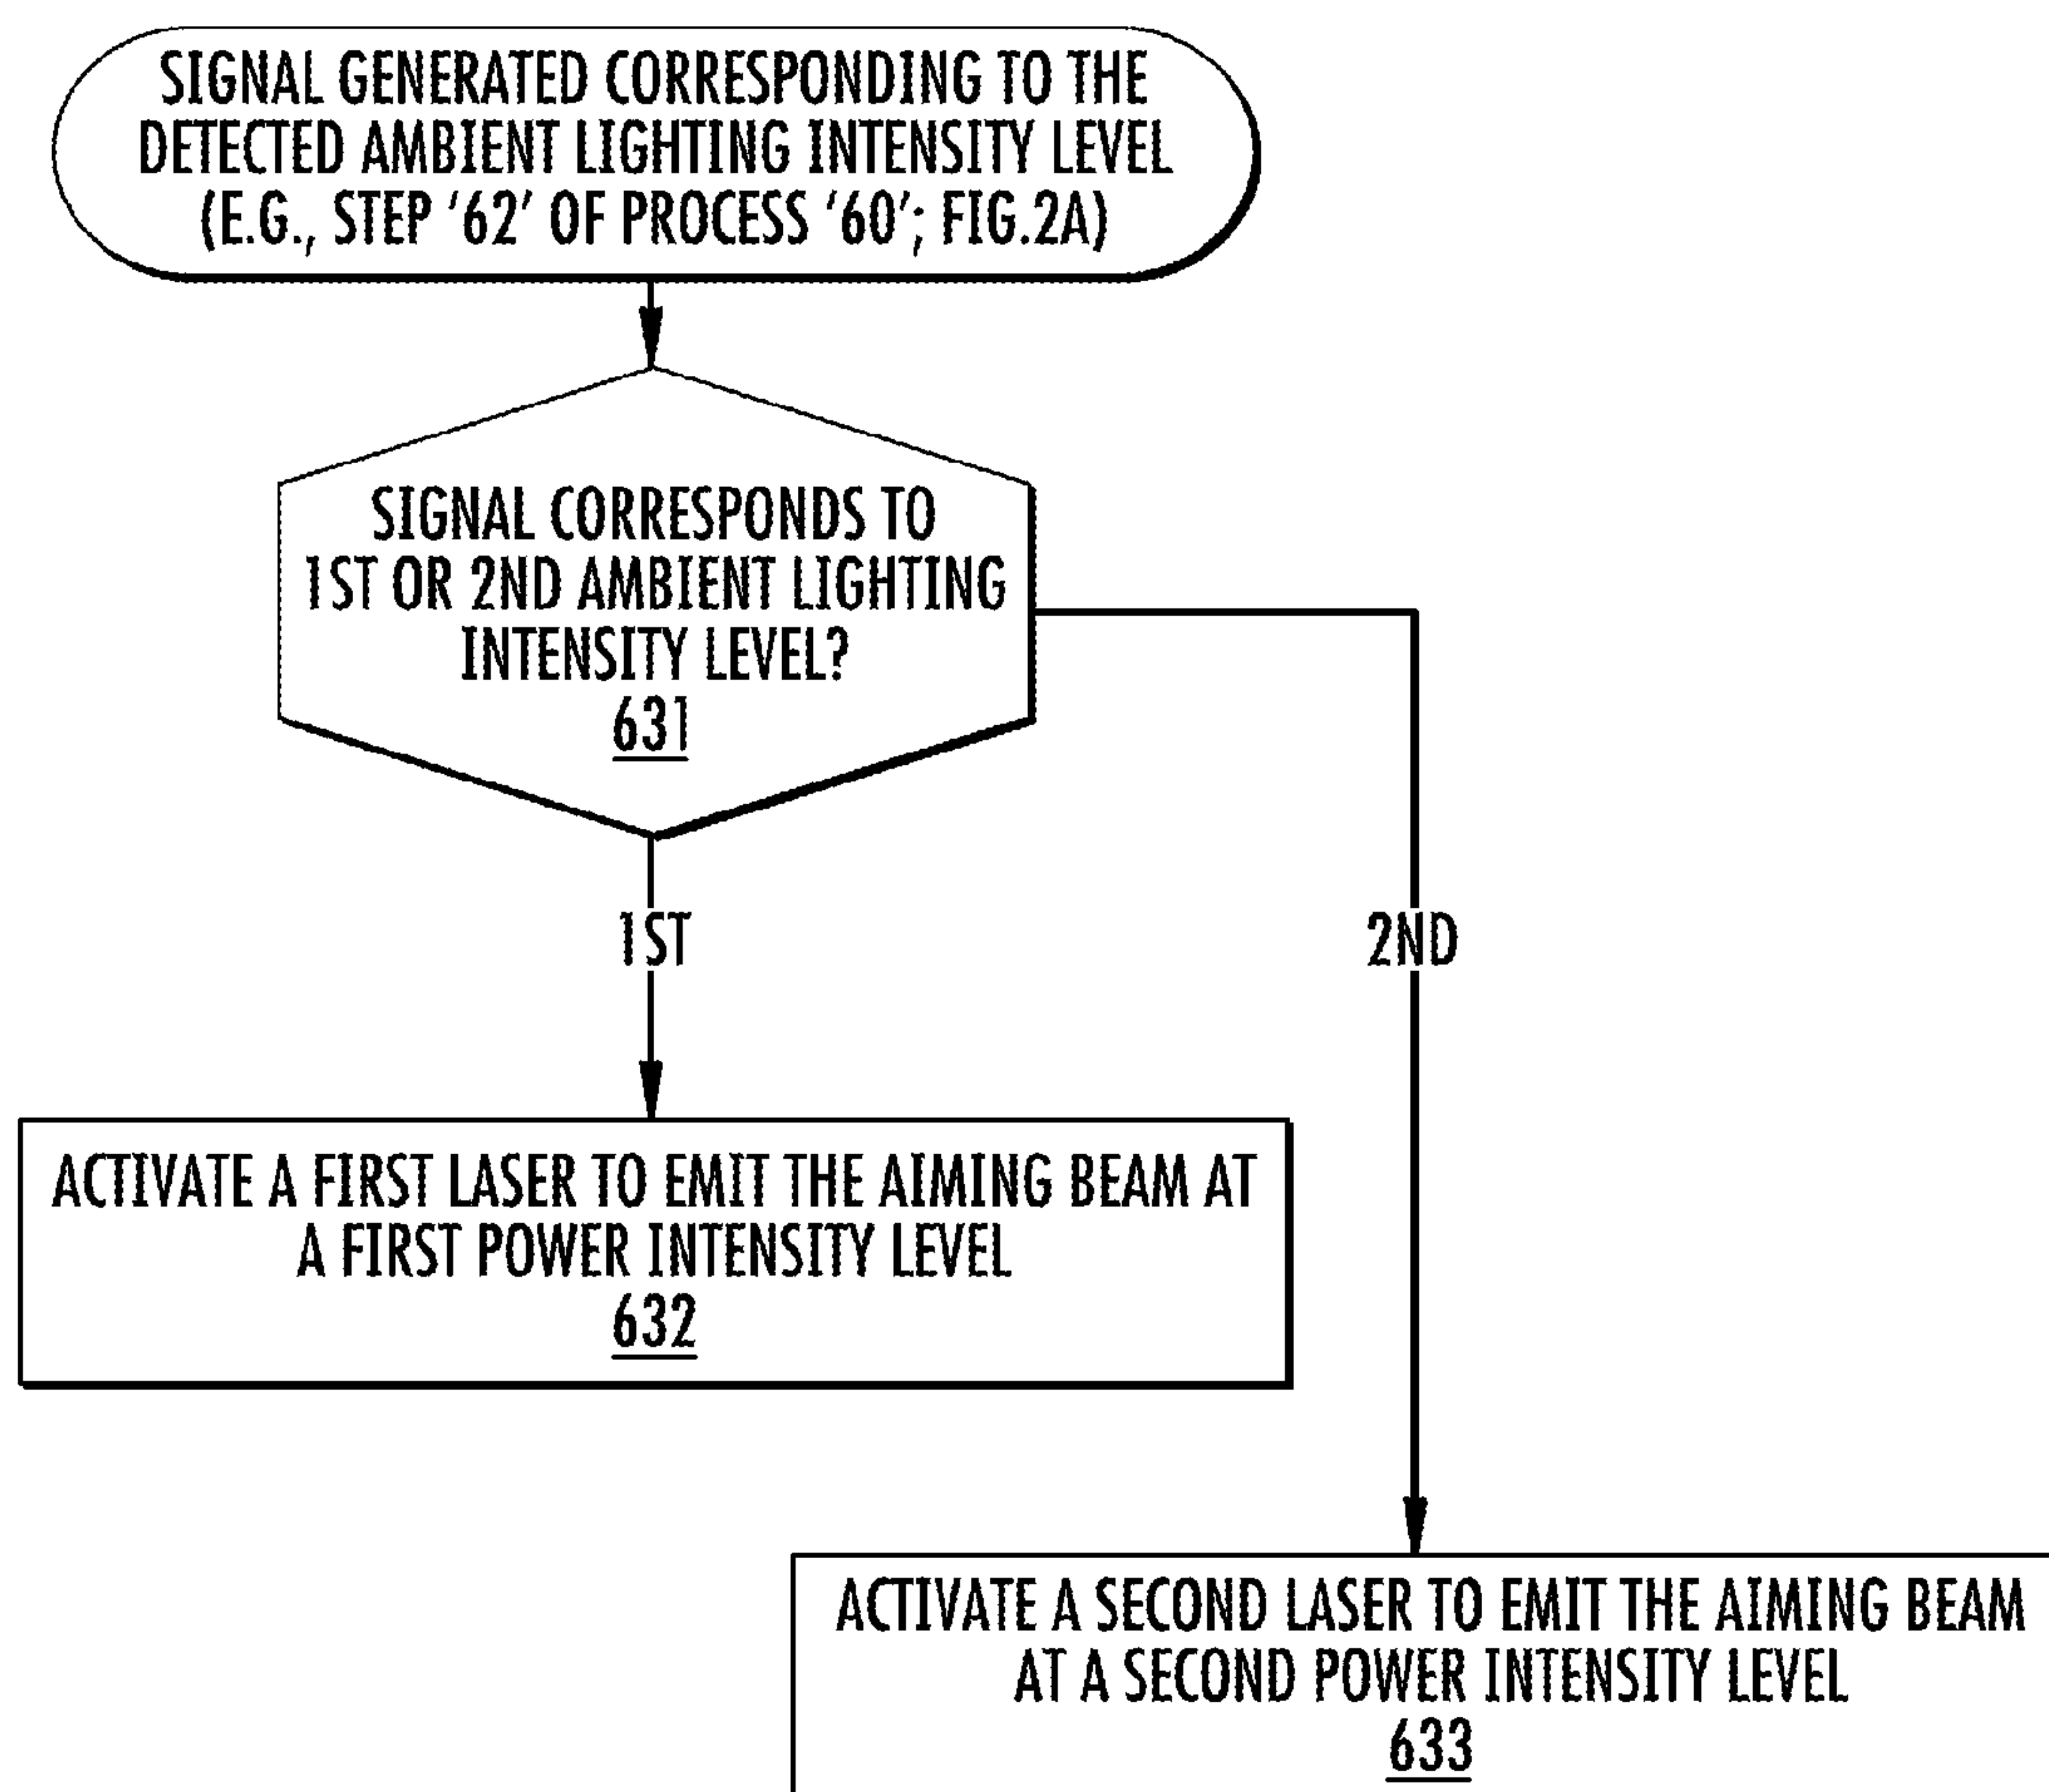 SIGNAL GENERATED CORRESPONDING TO THE
DETECTED AMBIENT LIGHTING INTENSITY LEVEL
(E.G., STEP '62' OF PROCESS '60'; FIG.2A)
SIGNAL CORRESPONDS TO
1ST OR 2ND AMBIENT LIGHTING
INTENSITY LEVEL?
631
1ST
2ND
ACTIVATE A FIRST LASER TO EMIT THE AIMING BEAM AT
A FIRST POWER INTENSITY LEVEL
632
ACTIVATE A SECOND LASER TO EMIT THE AIMING BEAM
AT A SECOND POWER INTENSITY LEVEL
633